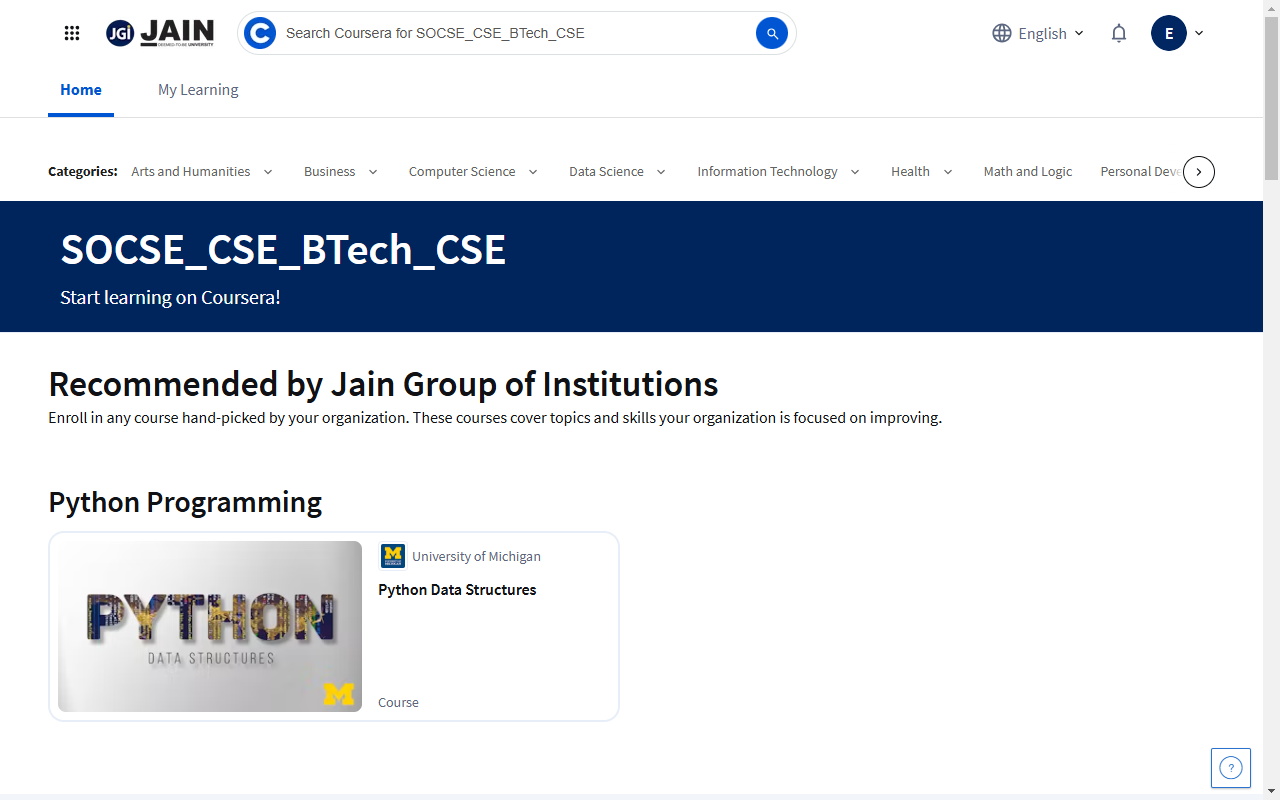 JGi JAIN
DEEMED-TO-BE UNIVERSITY
Search Coursera for SOCSE_CSE_BTech_CSE
English
E
Home
My Learning
Categories:
Arts and Humanities
Business
Computer Science
Data Science
Information Technology
Health
Math and Logic
Personal Deve
SOCSE_CSE_BTech_CSE
Start learning on Coursera!
Recommended by Jain Group of Institutions
Enroll in any course hand-picked by your organization. These courses cover topics and skills your organization is focused on improving.
Python Programming
PYTHON
DATA STRUCTURES
M
University of Michigan
Python Data Structures
Course
?